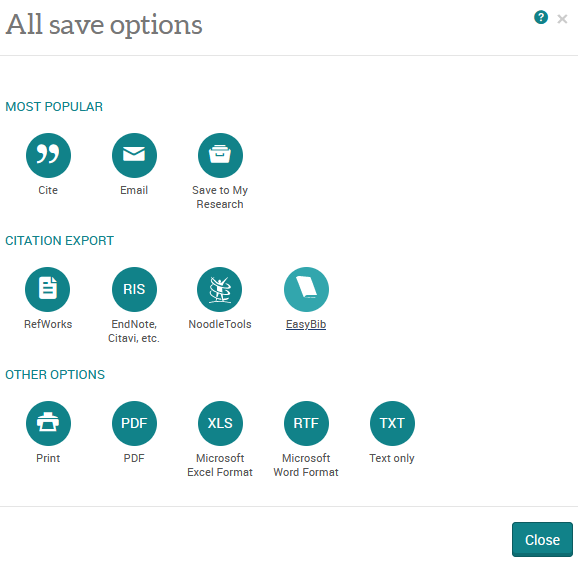 All save options
?
MOST POPULAR
Cite
Email
Save to My
Research
CITATION EXPORT
RIS
RefWorks
EndNote,
Citavi, etc.
NoodleTools
EasyBib
OTHER OPTIONS
PDF
XLS
RTF
TXT
Print
PDF
Microsoft
Excel Format
Microsoft
Word Format
Text only
Close